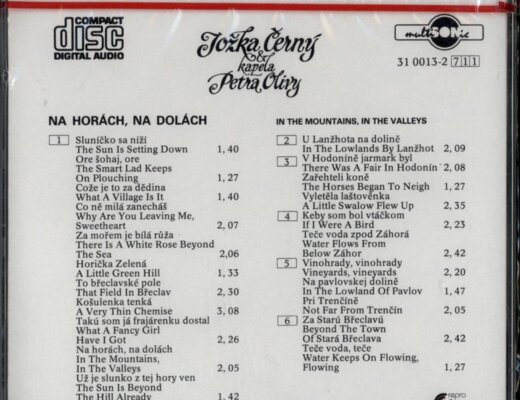 COMPACT
disc
DIGITAL AUDIO
Jožka Černý
& kapela
Petra Olivy
multiSONic
31 0013-2 711
NA HORÁCH, NA DOLÁCH
1 Sluníčko sa níží
The Sun Is Setting Down 1, 40
Ore šohaj, ore
The Smart Lad Keeps
On Plouching 1, 27
Cože je to za dědina
What A Village Is It 1, 40
Co ně milá zanecháš
Why Are You Leaving Me,
Sweetheart 2, 07
Za mořem je bílá růža
There Is A White Rose Beyond
The Sea 2,06
Horička Zelená
A Little Green Hill 1, 33
To břeclavské pole
That Field In Břeclav 2, 30
Košulenka tenká
A Very Thin Chemise 3, 08
Takú som já frajárenku dostal
What A Fancy Girl
Have I Got 2, 26
Na horách, na dolách
In The Mountains,
In The Valleys 2, 05
Už je slunko z tej hory ven
The Sun Is Beyond
The Hill Already 1, 42
IN THE MOUNTAINS, IN THE VALLEYS
2 U Lanžhota na dolině
In The Lowlands By Lanžhot 2, 09
3 V Hodoníně jarmark byl
There Was A Fair In Hodonín 2, 08
Zařehteli koně
The Horses Began To Neigh 1, 27
Vyletěla laštověnka
A Little Swalow Flew Up 2, 35
4 Keby som bol vtáčkom
If I Were A Bird 2, 23
Teče voda zpod Záhorá
Water Flows From
Below Záhor 2, 42
5 Vinohrady, vinohrady
Vineyards, vineyards 2, 20
Na pavlovskej dolině
In The Lowland Of Pavlov 1, 47
Pri Trenčíně
Not Far From Trenčín 2, 05
6 Za Starú Břeclavú
Beyond The Town
Of Stará Břeclava 2, 42
Teče voda, teče
Water Keeps On Flowing,
Flowing 1, 27
repro